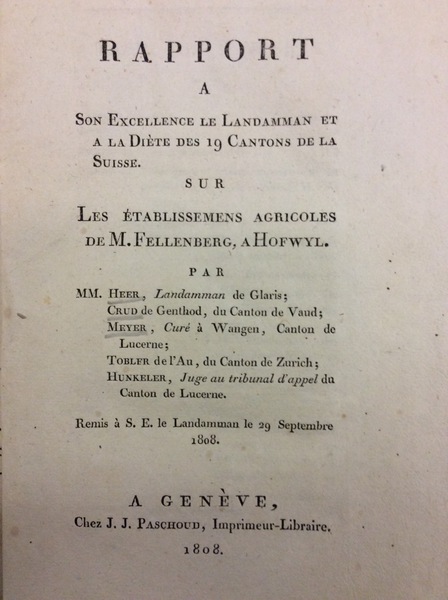 RAPPORT
A
SON EXCELLENCE LE LANDAMMAN ET
A LA DIÈTE DES 19 CANTONS DE LA
SUISSE.
SUR
LES ÉTABLISSEMENS AGRICOLES
DE M. FELLENBERG, A HOFWYL.
PAR
MM. HEER, Landamman de Glaris;
CRUD de Genthod, du Canton de Vaud;
MEYER, Curé à Wangen, Canton de
Lucerne;
TOBLER de l'Au, du Canton de Zurich;
HUNKELER, Juge au tribunal d'appel du
Canton de Lucerne.
Remis à S. E. le Landamman le 29 Septembre
1808.
A GENÈVE,
Chez J. J. PASCHOUD, Imprimeur-Libraire.
1808.